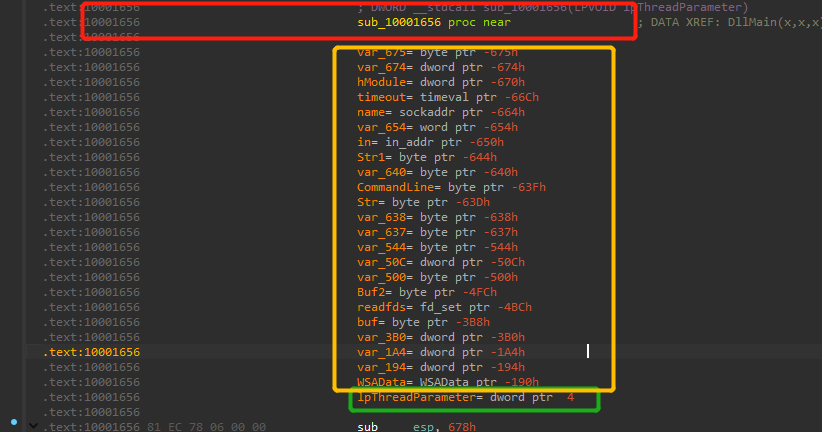 .text:10001656 ; DWORD __stdcall sub_10001656(LPVOID lpThreadParameter)
.text:10001656 sub_10001656 proc near ; DATA XREF: DllMain(x,x,x)
.text:10001656
.text:10001656 var_675= byte ptr -675h
.text:10001656 var_674= dword ptr -674h
.text:10001656 hModule= dword ptr -670h
.text:10001656 timeout= timeval ptr -66Ch
.text:10001656 name= sockaddr ptr -664h
.text:10001656 var_654= word ptr -654h
.text:10001656 in= in_addr ptr -650h
.text:10001656 Str1= byte ptr -644h
.text:10001656 var_640= byte ptr -640h
.text:10001656 CommandLine= byte ptr -63Fh
.text:10001656 Str= byte ptr -63Dh
.text:10001656 var_638= byte ptr -638h
.text:10001656 var_637= byte ptr -637h
.text:10001656 var_544= byte ptr -544h
.text:10001656 var_50C= dword ptr -50Ch
.text:10001656 var_500= byte ptr -500h
.text:10001656 Buf2= byte ptr -4FCh
.text:10001656 readfds= fd_set ptr -4BCh
.text:10001656 buf= byte ptr -3B8h
.text:10001656 var_3B0= dword ptr -3B0h
.text:10001656 var_1A4= dword ptr -1A4h
.text:10001656 var_194= dword ptr -194h
.text:10001656 WSAData= WSAData ptr -190h
.text:10001656 lpThreadParameter= dword ptr 4
.text:10001656
.text:10001656 81 EC 78 06 00 00 sub esp, 678h